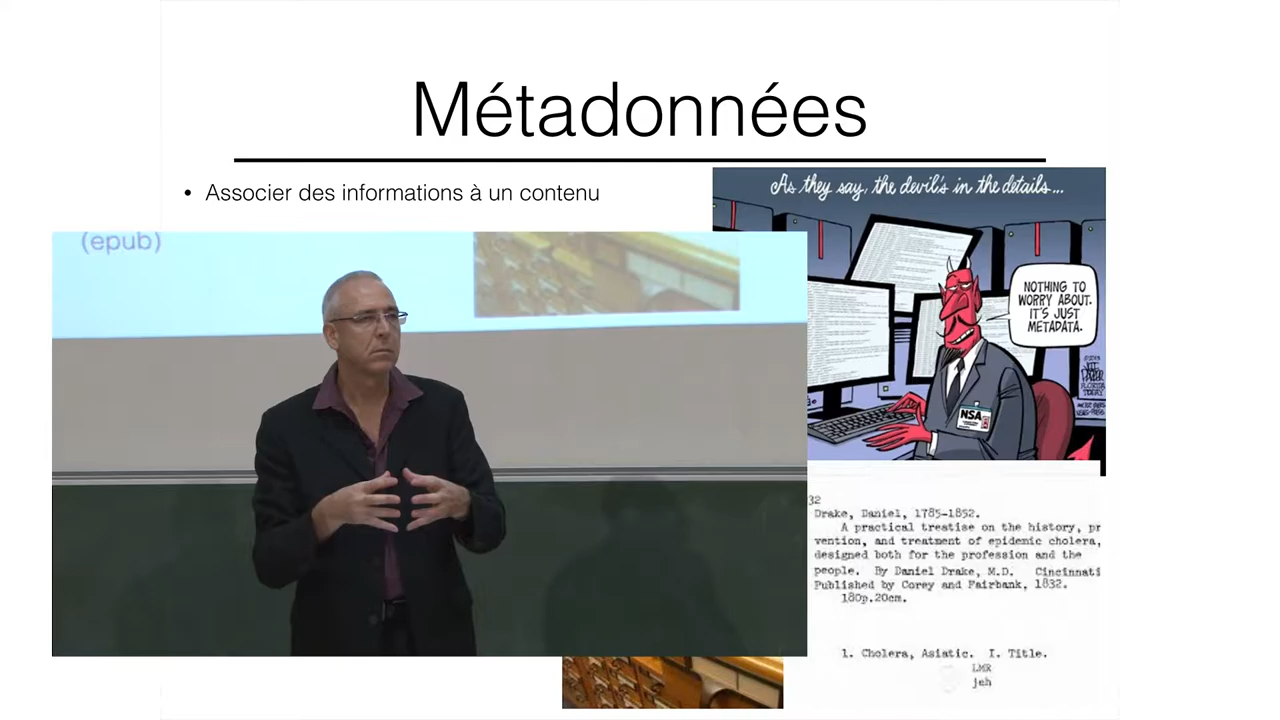 Métadonnées
• Associer des informations à un contenu
(epub)
As they say, the devil's in the details...
NOTHING TO
WORRY ABOUT.
IT'S JUST
METADATA.
NSA
32
Drake, Daniel, 1785-1852.
A practical treatise on the history, pr
vention, and treatment of epidemic cholera,
designed both for the profession and the
people. By Daniel Drake, M.D. Cincinnati
Published by Corey and Fairbank, 1832.
180p.20cm.
1. Cholera, Asiatic. I. Title.
LMR
jeh